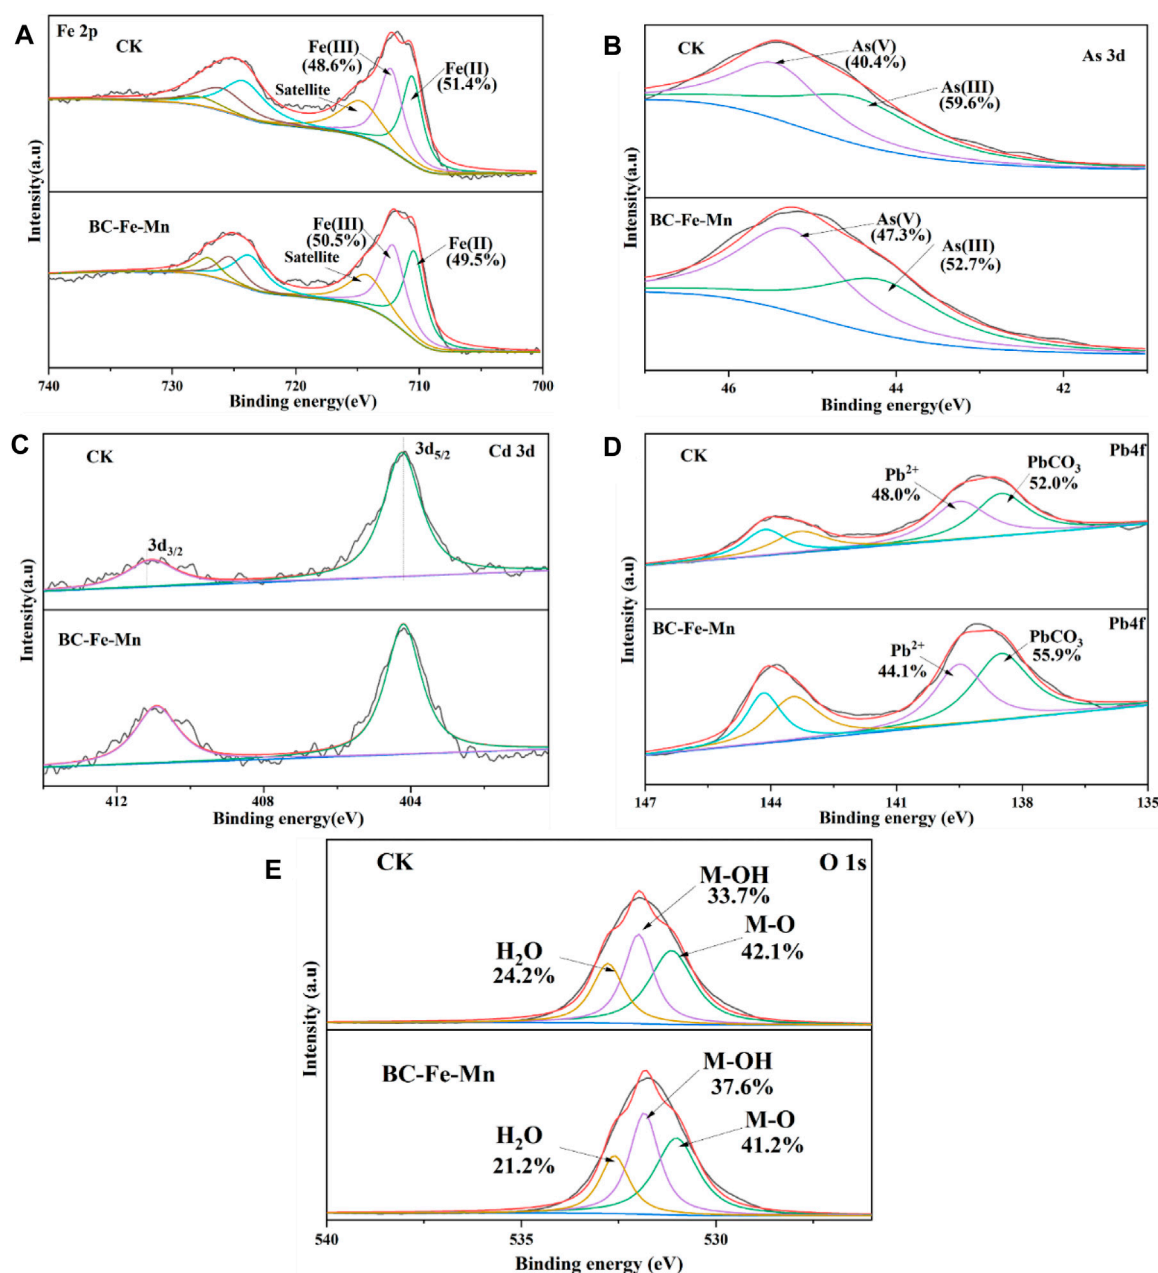 A
Fe 2p
CK
Fe(III)
(48.6%)
Fe(II)
(51.4%)
Satellite
BC-Fe-Mn
Fe(III)
(50.5%)
Satellite
Fe(II)
(49.5%)
Intensity(a.u)
740 730 720 710 700
Binding energy(eV)
B
CK
As 3d
As(V)
(40.4%)
As(III)
(59.6%)
BC-Fe-Mn
As(V)
(47.3%)
As(III)
(52.7%)
Intensity(a.u)
46 44 42
Binding energy(eV)
C
CK
3d5/2
Cd 3d
3d3/2
BC-Fe-Mn
Intensity(a.u)
412 408 404
Binding energy(eV)
D
CK
Pb4f
Pb2+
48.0%
PbCO3
52.0%
BC-Fe-Mn
Pb4f
Pb2+
44.1%
PbCO3
55.9%
Intensity (a.u)
147 144 141 138 135
Binding energy (eV)
E
CK
O 1s
M-OH
33.7%
M-O
42.1%
H2O
24.2%
BC-Fe-Mn
M-OH
37.6%
M-O
41.2%
H2O
21.2%
Intensity (a.u)
540 535 530
Binding energy (eV)